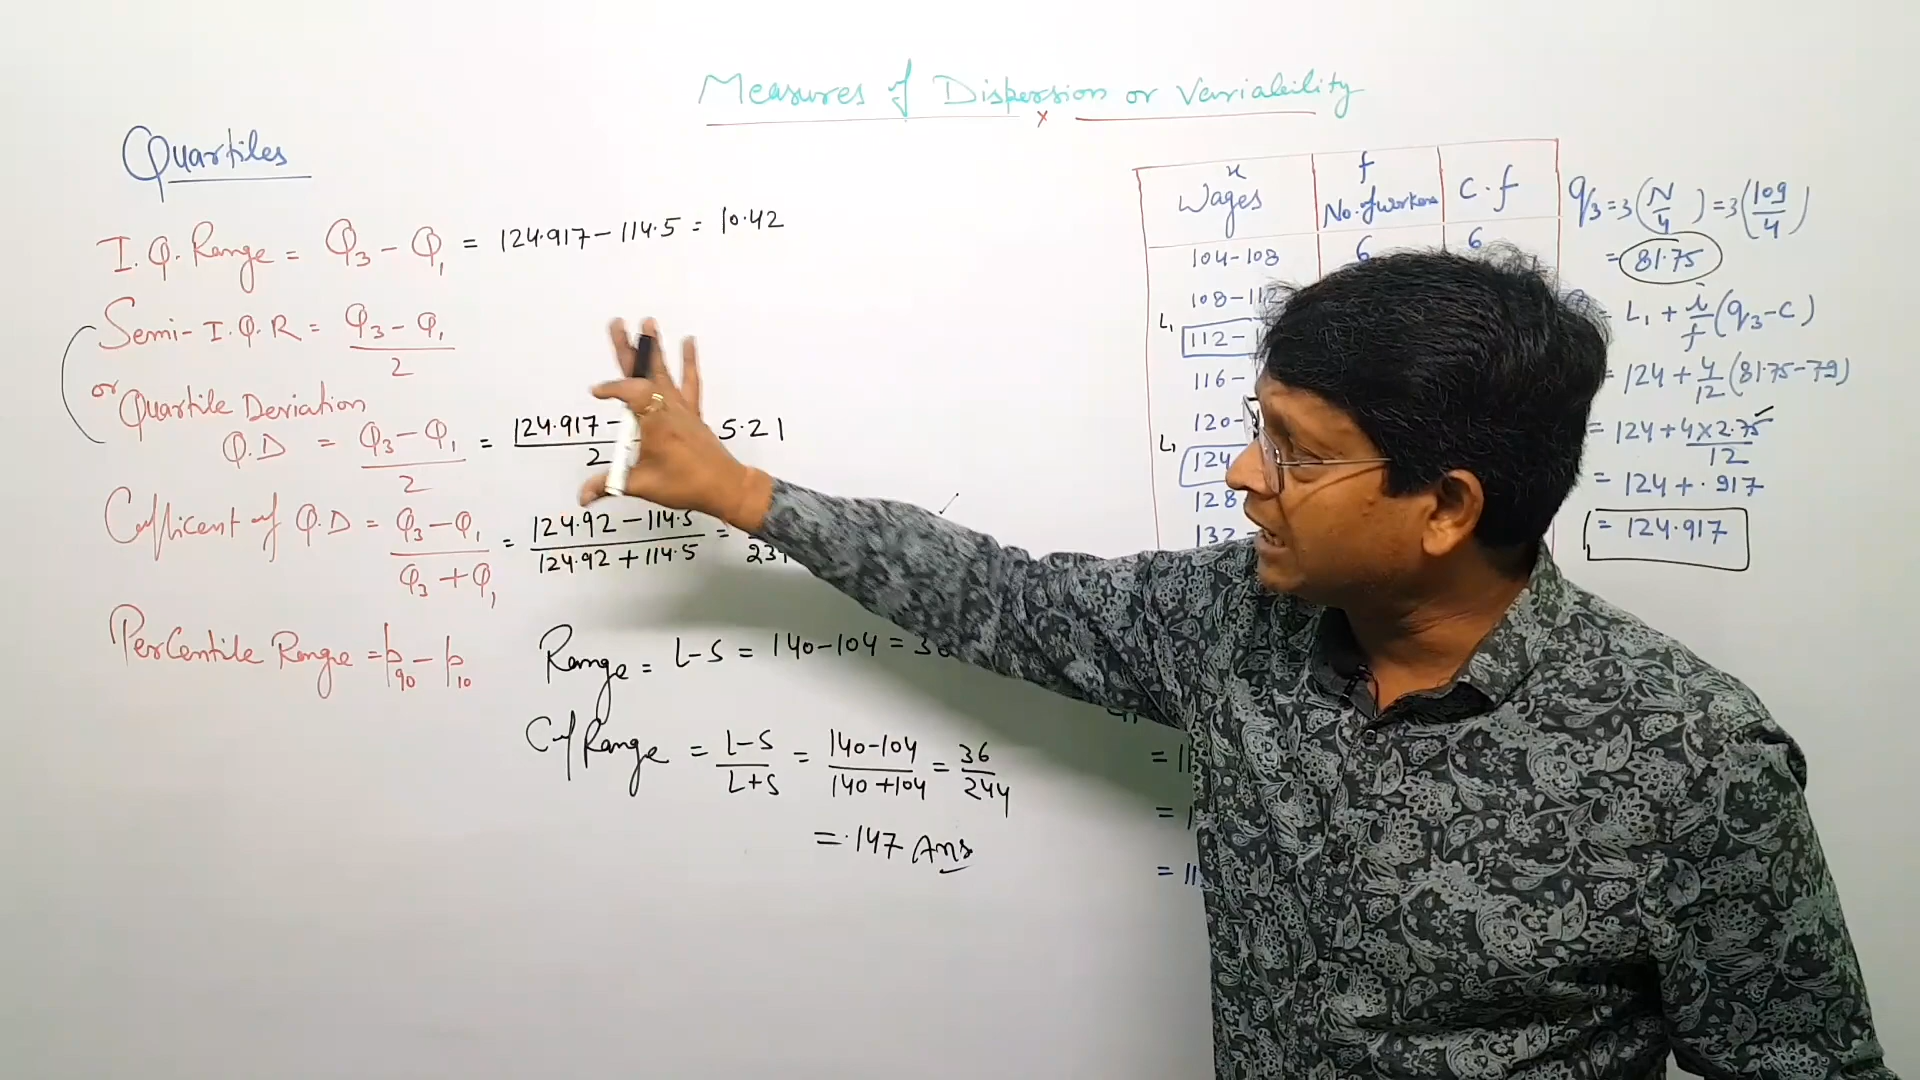 Measures of Dispersion or Variability
x
Quartiles
I.Q. Range = Q₃ – Q₁ = 124.917 – 114.5 = 10.42
Semi- I.Q.R = Q₃ – Q₁ / 2
or Quartile Deviation
Q.D = Q₃ – Q₁ / 2 = 124.917 – / 2 5.21
Cofficent of Q.D = Q₃ – Q₁ / Q₃ + Q₁ = 124.92 – 114.5 / 124.92 + 114.5 =
Percentile Range = p₉₀ – p₁₀
Range = L – S = 140 – 104 =
C of Range = L – S / L + S = 140 – 104 / 140 + 104 = 36 / 244
= .147 Ans
x Wages f No. of workers C.f
104 – 108 6 6
108 – 112
L₁ 112 –
116 –
120 –
L₁ 124
128
132
q₃ = 3 (N/4) = 3 (109/4)
= 81.75
= L₁ + i/f (q₃ – c)
= 124 + 4/12 (81.75 – 79)
= 124 + 4 × 2.75 / 12
= 124 + .917
= 124.917